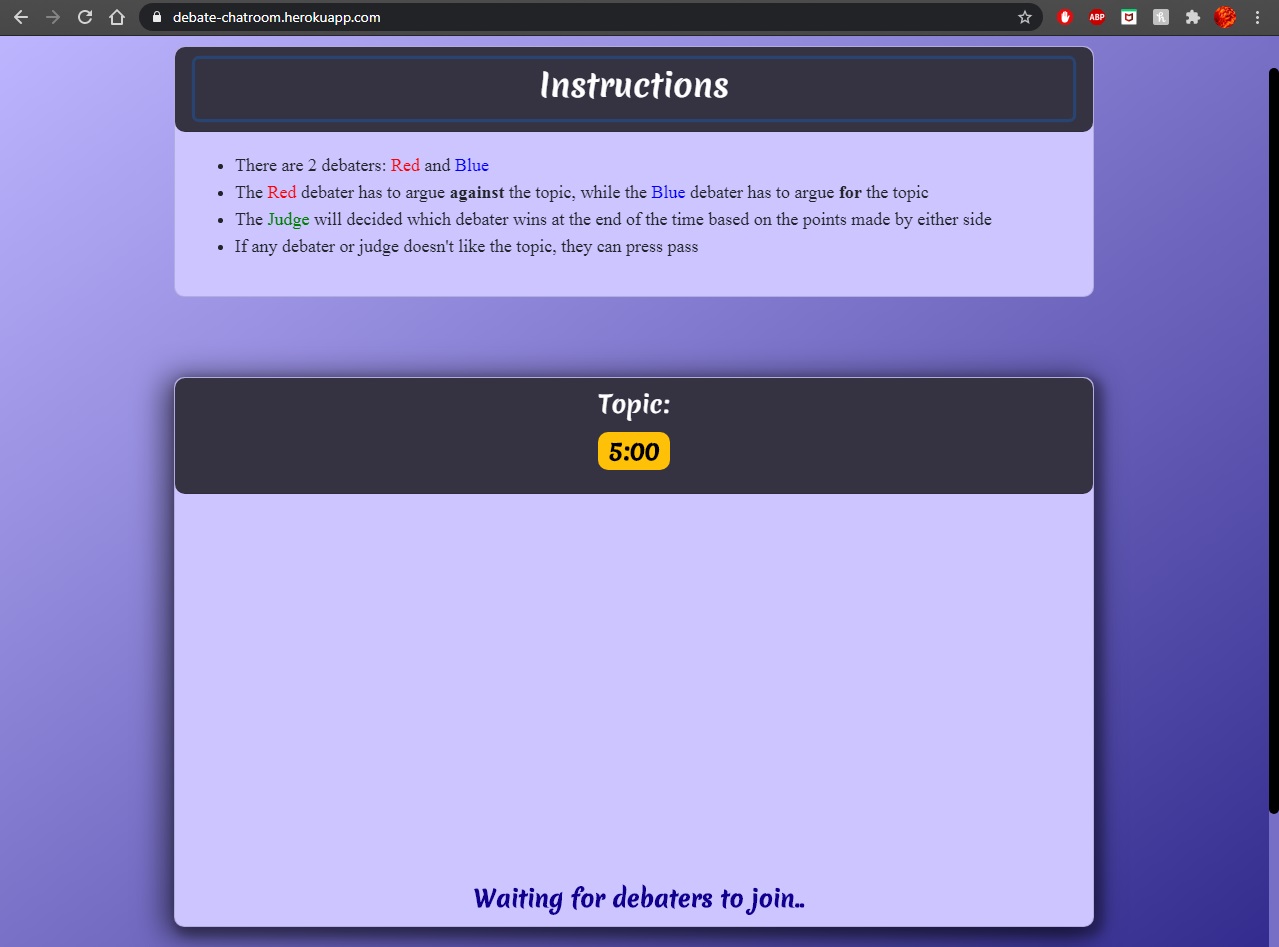 debate-chatroom.herokuapp.com
ABP
Instructions
There are 2 debaters: Red and Blue
The Red debater has to argue against the topic, while the Blue debater has to argue for the topic
The Judge will decided which debater wins at the end of the time based on the points made by either side
If any debater or judge doesn't like the topic, they can press pass
Topic:
5:00
Waiting for debaters to join..